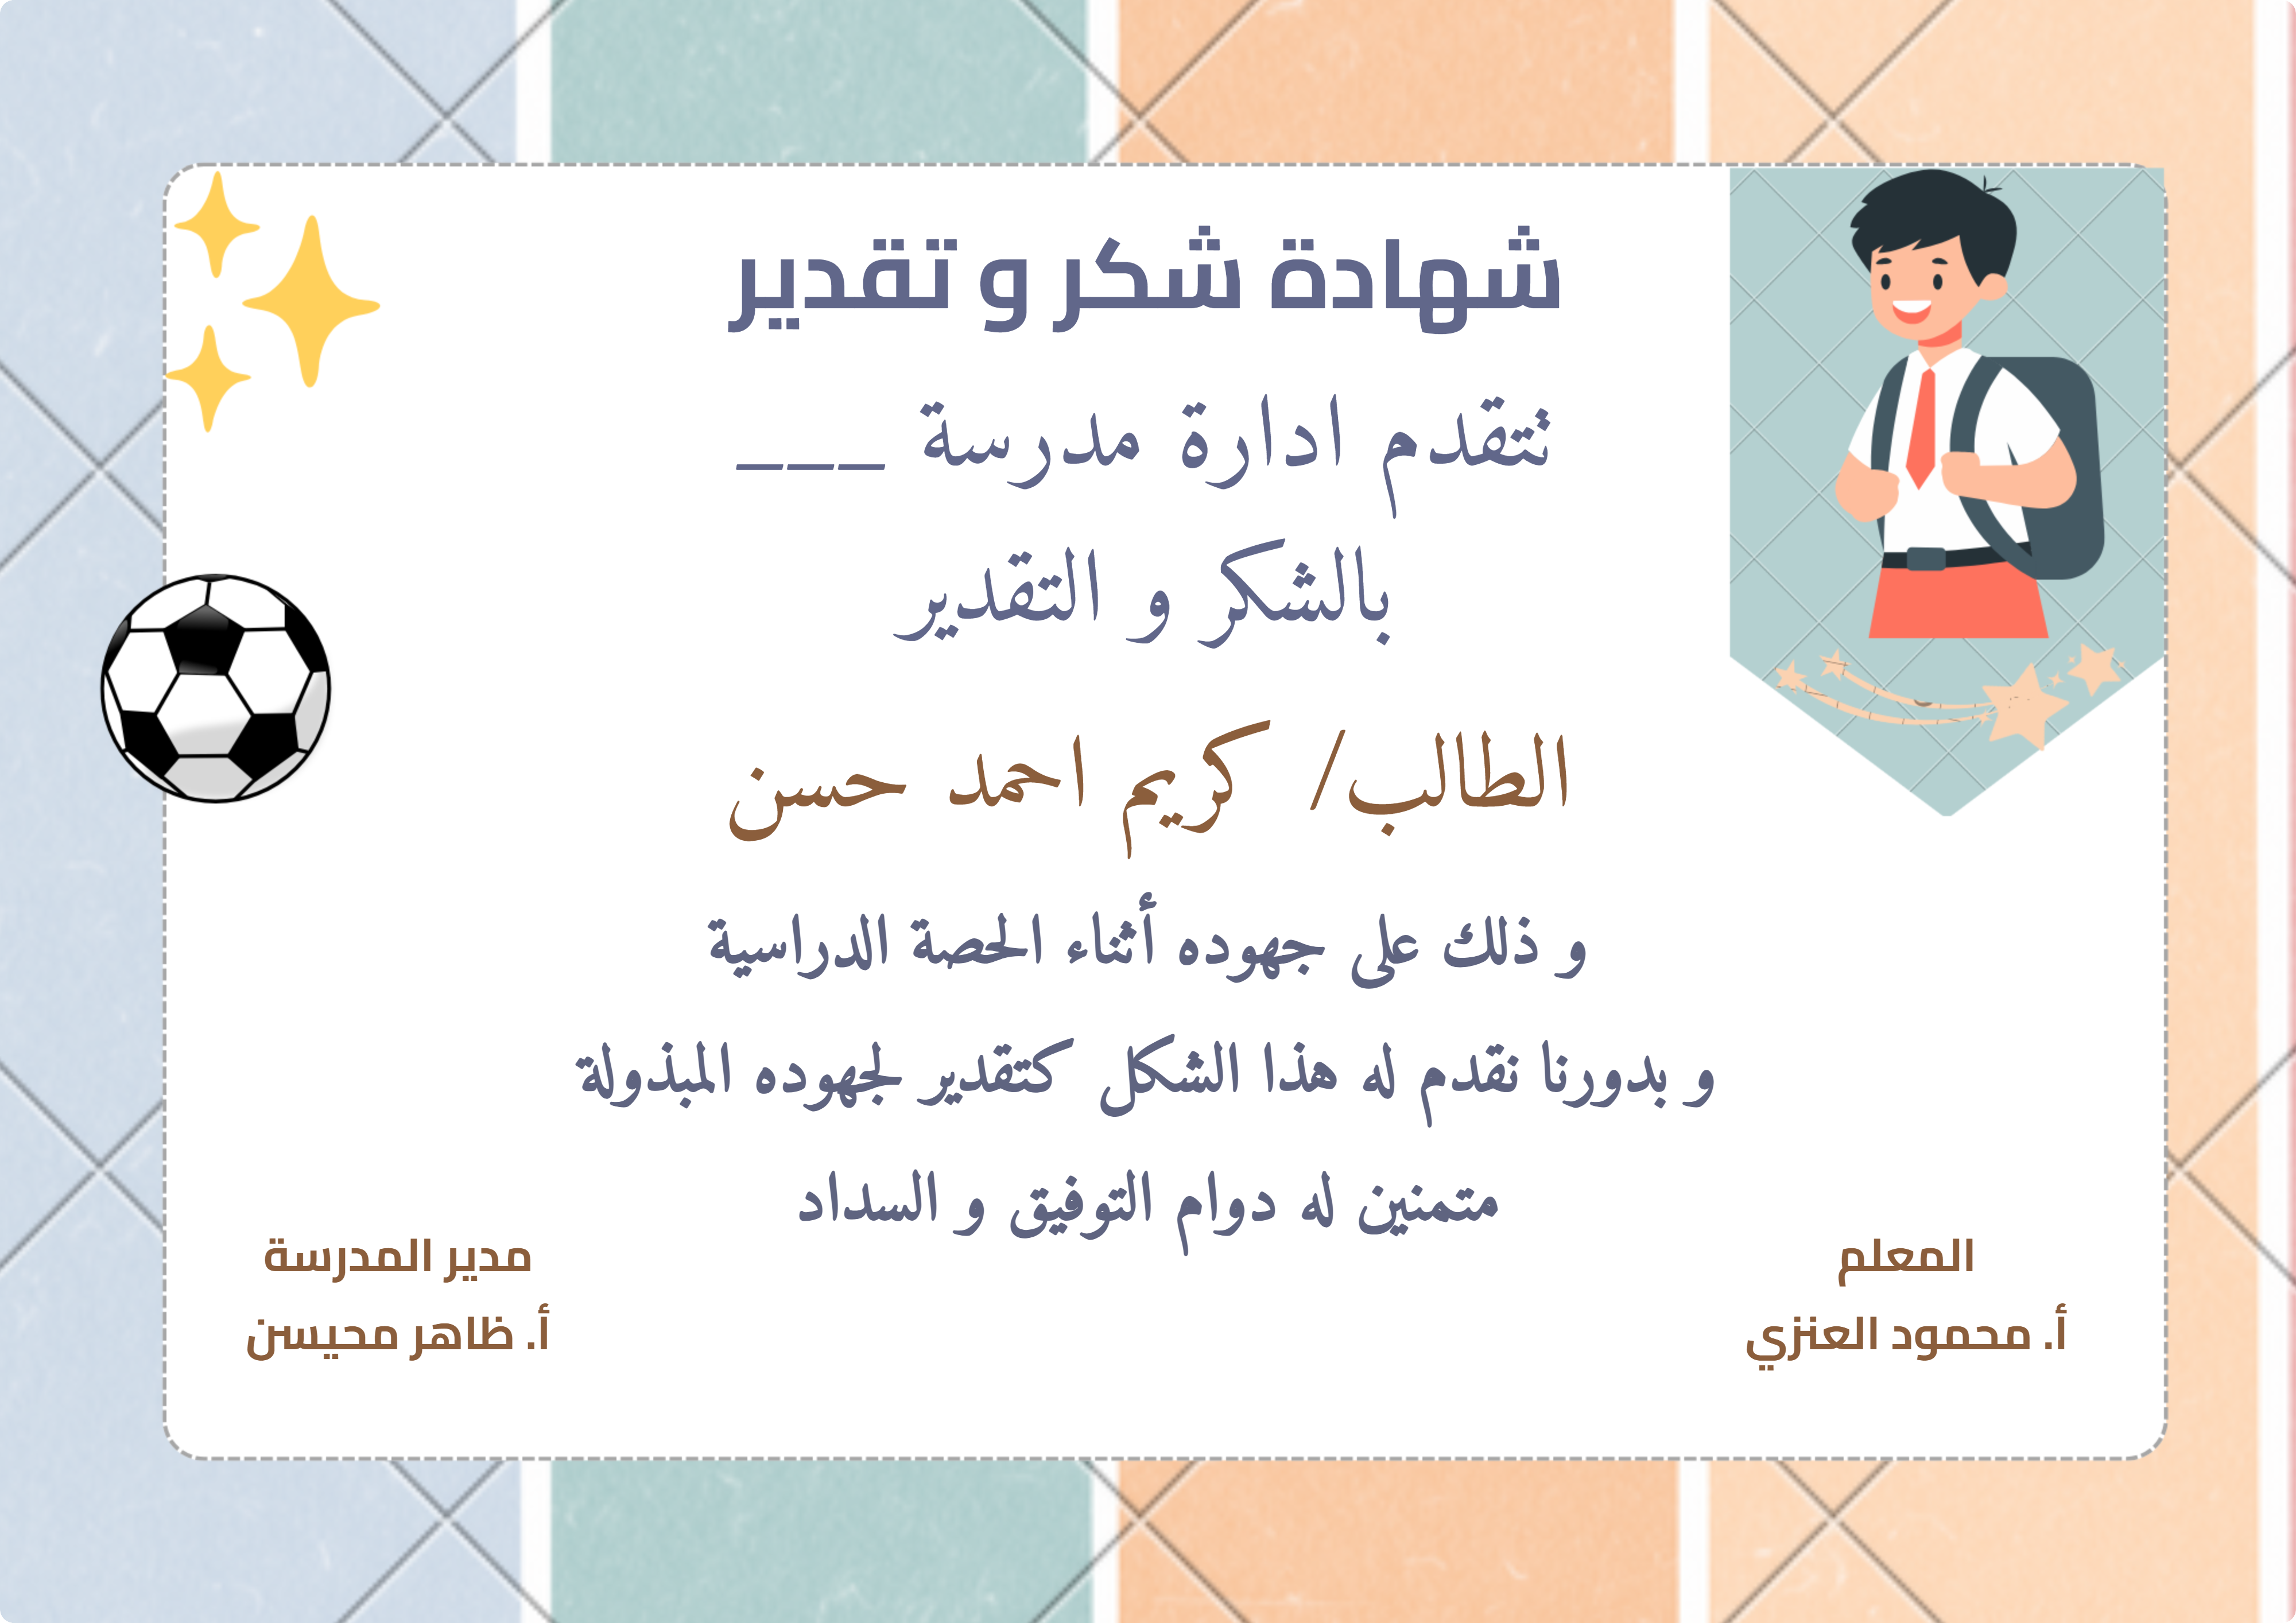 شهادة شكر و تقدير
تتقدم ادارة مدرسة ___
بالشكر و التقدير
الطالب/ كريم احمد حسن
و ذلك على جهوده أثناء الحصة الدراسية
و بدورنا نقدم له هذا الشكل كتقدير لجهوده المبذولة
متمنين له دوام التوفيق و السداد
المعلم
أ. محمود العنزي
مدير المدرسة
أ. ظاهر محيسن